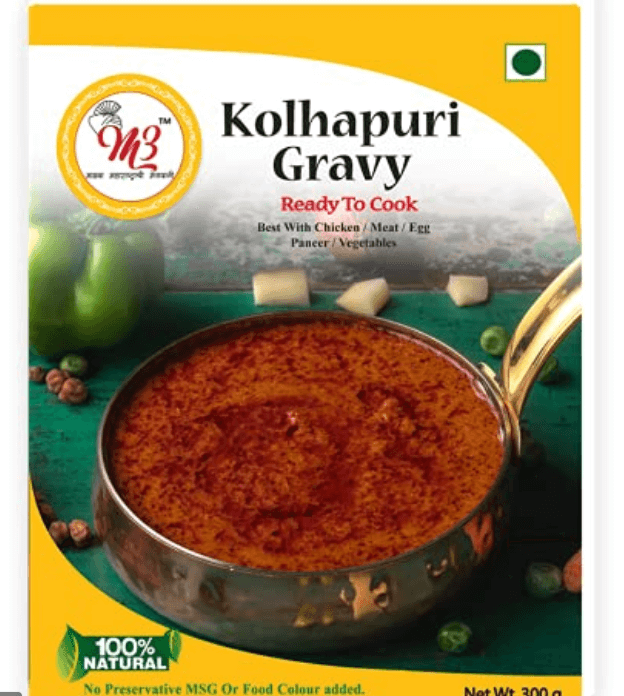 M3 TM
Kolhapuri
Gravy
Ready To Cook
Best With Chicken / Meat / Egg
Paneer / Vegetables
100%
NATURAL
No Preservative MSG Or Food Colour added.
Net Wt. 300 g